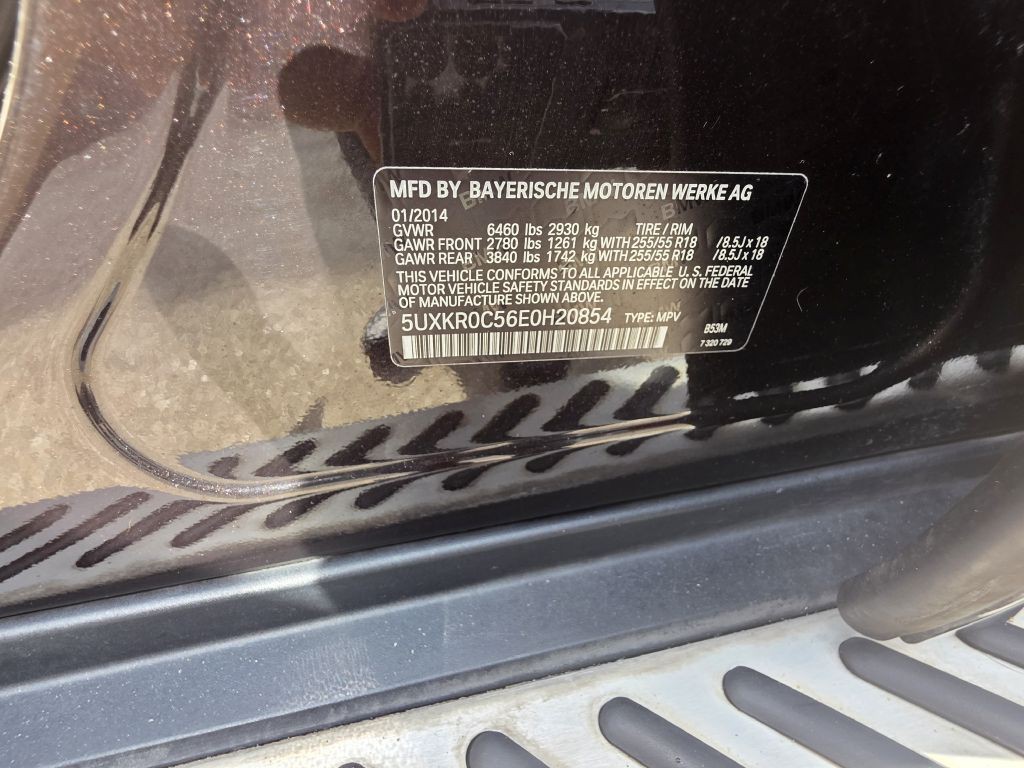 MFD BY BAYERISCHE MOTOREN WERKE AG
01/2014
GVWR 6460 lbs 2930 kg TIRE / RIM
GAWR FRONT 2780 lbs 1261 kg WITH 255/55 R18 /8.5J x 18
GAWR REAR 3840 lbs 1742 kg WITH 255/55 R18 /8.5J x 18
THIS VEHICLE CONFORMS TO ALL APPLICABLE U.S. FEDERAL
MOTOR VEHICLE SAFETY STANDARDS IN EFFECT ON THE DATE
OF MANUFACTURE SHOWN ABOVE.
5UXKR0C56E0H20854 TYPE: MPV B53M
7 320 729